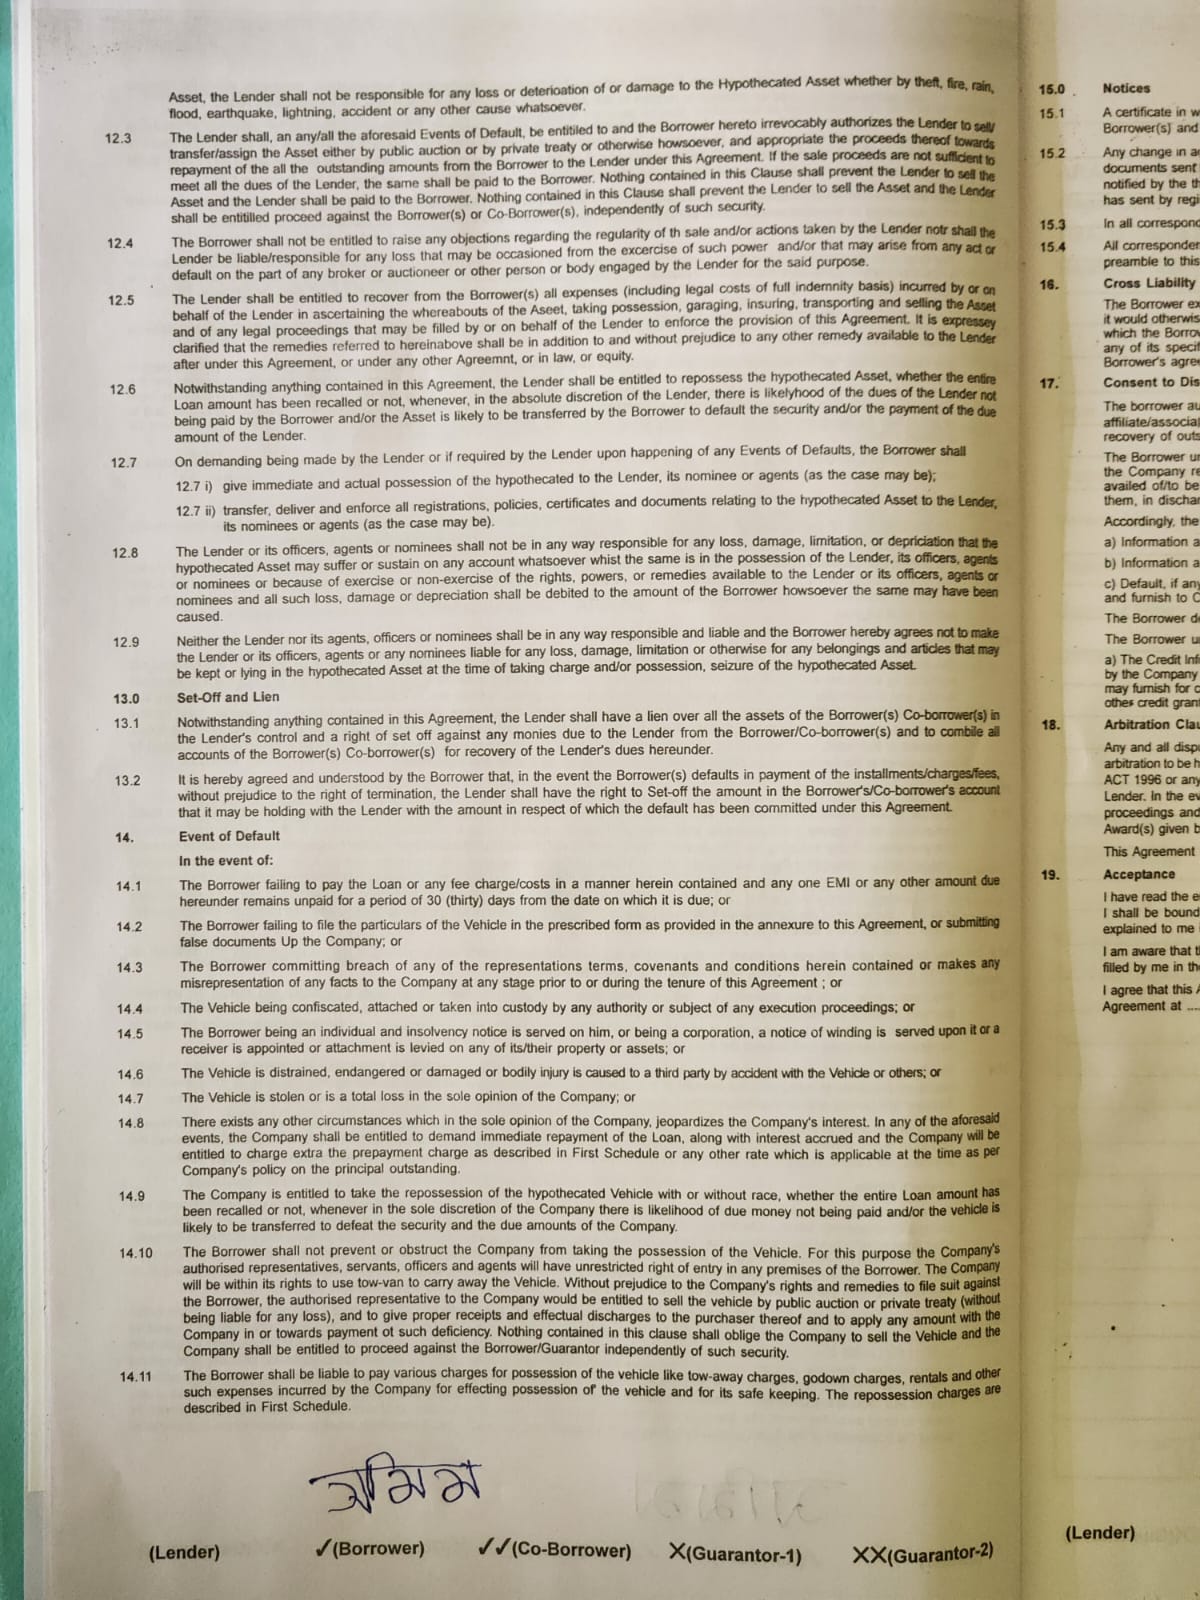 Asset, the Lender shall not be responsible for any loss or deterioation of or damage to the Hypothecated Asset whether by theft, fire, rain,
flood, earthquake, lightning, accident or any other cause whatsoever.
12.3 The Lender shall, an any/all the aforesaid Events of Default, be entitiled to and the Borrower hereto irrevocably authorizes the Lender to sell/
transfer/assign the Asset either by public auction or by private treaty or otherwise howsoever, and appropriate the proceeds thereof towards
repayment of the all the outstanding amounts from the Borrower to the Lender under this Agreement. If the sale proceeds are not sufficient to
meet all the dues of the Lender, the same shall be paid to the Borrower. Nothing contained in this Clause shall prevent the Lender to sell the
Asset and the Lender shall be paid to the Borrower. Nothing contained in this Clause shall prevent the Lender to sell the Asset and the Lender
shall be entitilled proceed against the Borrower(s) or Co-Borrower(s), independently of such security.
12.4 The Borrower shall not be entitled to raise any objections regarding the regularity of th sale and/or actions taken by the Lender notr shall the
Lender be liable/responsible for any loss that may be occasioned from the excercise of such power and/or that may arise from any act or
default on the part of any broker or auctioneer or other person or body engaged by the Lender for the said purpose.
12.5 The Lender shall be entitled to recover from the Borrower(s) all expenses (including legal costs of full indemnity basis) incurred by or on
behalf of the Lender in ascertaining the whereabouts of the Aseet, taking possession, garaging, insuring, transporting and selling the Asset
and of any legal proceedings that may be filled by or on behalf of the Lender to enforce the provision of this Agreement. It is expressey
clarified that the remedies referred to hereinabove shall be in addition to and without prejudice to any other remedy available to the Lender
after under this Agreement, or under any other Agreemnt, or in law, or equity.
12.6 Notwithstanding anything contained in this Agreement, the Lender shall be entitled to repossess the hypothecated Asset, whether the entire
Loan amount has been recalled or not, whenever, in the absolute discretion of the Lender, there is likelyhood of the dues of the Lender not
being paid by the Borrower and/or the Asset is likely to be transferred by the Borrower to default the security and/or the payment of the due
amount of the Lender.
12.7 On demanding being made by the Lender or if required by the Lender upon happening of any Events of Defaults, the Borrower shall
12.7 i) give immediate and actual possession of the hypothecated to the Lender, its nominee or agents (as the case may be);
12.7 ii) transfer, deliver and enforce all registrations, policies, certificates and documents relating to the hypothecated Asset to the Lender,
its nominees or agents (as the case may be).
12.8 The Lender or its officers, agents or nominees shall not be in any way responsible for any loss, damage, limitation, or depriciation that the
hypothecated Asset may suffer or sustain on any account whatsoever whist the same is in the possession of the Lender, its officers, agents
or nominees or because of exercise or non-exercise of the rights, powers, or remedies available to the Lender or its officers, agents or
nominees and all such loss, damage or depreciation shall be debited to the amount of the Borrower howsoever the same may have been
caused.
12.9 Neither the Lender nor its agents, officers or nominees shall be in any way responsible and liable and the Borrower hereby agrees not to make
the Lender or its officers, agents or any nominees liable for any loss, damage, limitation or otherwise for any belongings and articles that may
be kept or lying in the hypothecated Asset at the time of taking charge and/or possession, seizure of the hypothecated Asset.
13.0 Set-Off and Lien
13.1 Notwithstanding anything contained in this Agreement, the Lender shall have a lien over all the assets of the Borrower(s) Co-borrower(s) in
the Lender's control and a right of set off against any monies due to the Lender from the Borrower/Co-borrower(s) and to combile all
accounts of the Borrower(s) Co-borrower(s) for recovery of the Lender's dues hereunder.
13.2 It is hereby agreed and understood by the Borrower that, in the event the Borrower(s) defaults in payment of the installments/charges/fees,
without prejudice to the right of termination, the Lender shall have the right to Set-off the amount in the Borrower's/Co-borrower's account
that it may be holding with the Lender with the amount in respect of which the default has been committed under this Agreement.
14. Event of Default
In the event of:
14.1 The Borrower failing to pay the Loan or any fee charge/costs in a manner herein contained and any one EMI or any other amount due
hereunder remains unpaid for a period of 30 (thirty) days from the date on which it is due; or
14.2 The Borrower failing to file the particulars of the Vehicle in the prescribed form as provided in the annexure to this Agreement, or submitting
false documents Up the Company; or
14.3 The Borrower committing breach of any of the representations terms, covenants and conditions herein contained or makes any
misrepresentation of any facts to the Company at any stage prior to or during the tenure of this Agreement ; or
14.4 The Vehicle being confiscated, attached or taken into custody by any authority or subject of any execution proceedings; or
14.5 The Borrower being an individual and insolvency notice is served on him, or being a corporation, a notice of winding is served upon it or a
receiver is appointed or attachment is levied on any of its/their property or assets; or
14.6 The Vehicle is distrained, endangered or damaged or bodily injury is caused to a third party by accident with the Vehicle or others; or
14.7 The Vehicle is stolen or is a total loss in the sole opinion of the Company; or
14.8 There exists any other circumstances which in the sole opinion of the Company, jeopardizes the Company's interest. In any of the aforesaid
events, the Company shall be entitled to demand immediate repayment of the Loan, along with interest accrued and the Company will be
entitled to charge extra the prepayment charge as described in First Schedule or any other rate which is applicable at the time as per
Company's policy on the principal outstanding.
14.9 The Company is entitled to take the repossession of the hypothecated Vehicle with or without race, whether the entire Loan amount has
been recalled or not, whenever in the sole discretion of the Company there is likelihood of due money not being paid and/or the vehicle is
likely to be transferred to defeat the security and the due amounts of the Company.
14.10 The Borrower shall not prevent or obstruct the Company from taking the possession of the Vehicle. For this purpose the Company's
authorised representatives, servants, officers and agents will have unrestricted right of entry in any premises of the Borrower. The Company
will be within its rights to use tow-van to carry away the Vehicle. Without prejudice to the Company's rights and remedies to file suit against
the Borrower, the authorised representative to the Company would be entitled to sell the vehicle by public auction or private treaty (without
being liable for any loss), and to give proper receipts and effectual discharges to the purchaser thereof and to apply any amount with the
Company in or towards payment ot such deficiency. Nothing contained in this clause shall oblige the Company to sell the Vehicle and the
Company shall be entitled to proceed against the Borrower/Guarantor independently of such security.
14.11 The Borrower shall be liable to pay various charges for possession of the vehicle like tow-away charges, godown charges, rentals and other
such expenses incurred by the Company for effecting possession of the vehicle and for its safe keeping. The repossession charges are
described in First Schedule.
(Lender) ✓(Borrower) ✓✓(Co-Borrower) X(Guarantor-1) XX(Guarantor-2)
15.0 Notices
15.1 A certificate in
Borrower(s) and
15.2 Any change in
documents sent
notified by the
has sent by
15.3 In all
15.4 All
preamble to this
16. Cross Liability
The Borrower
it would
which the
any of its
Borrower's
17. Consent to
The borrower
recovery of
The Borrower
the Company
availed of/to be
them, in
Accordingly, the
a) Information
b) Information
c) Default, if
and furnish to
The Borrower
The Borrower
a) The Credit
by the Company
may furnish for
othes credit
18. Arbitration
Any and all
arbitration to be
ACT 1996 or any
Lender. In the
proceedings and
Award(s) given
This Agreement
19. Acceptance
I have read the
I shall be bound
explained to me
I am aware that
filled by me in
I agree that this
Agreement at ....
(Lender)